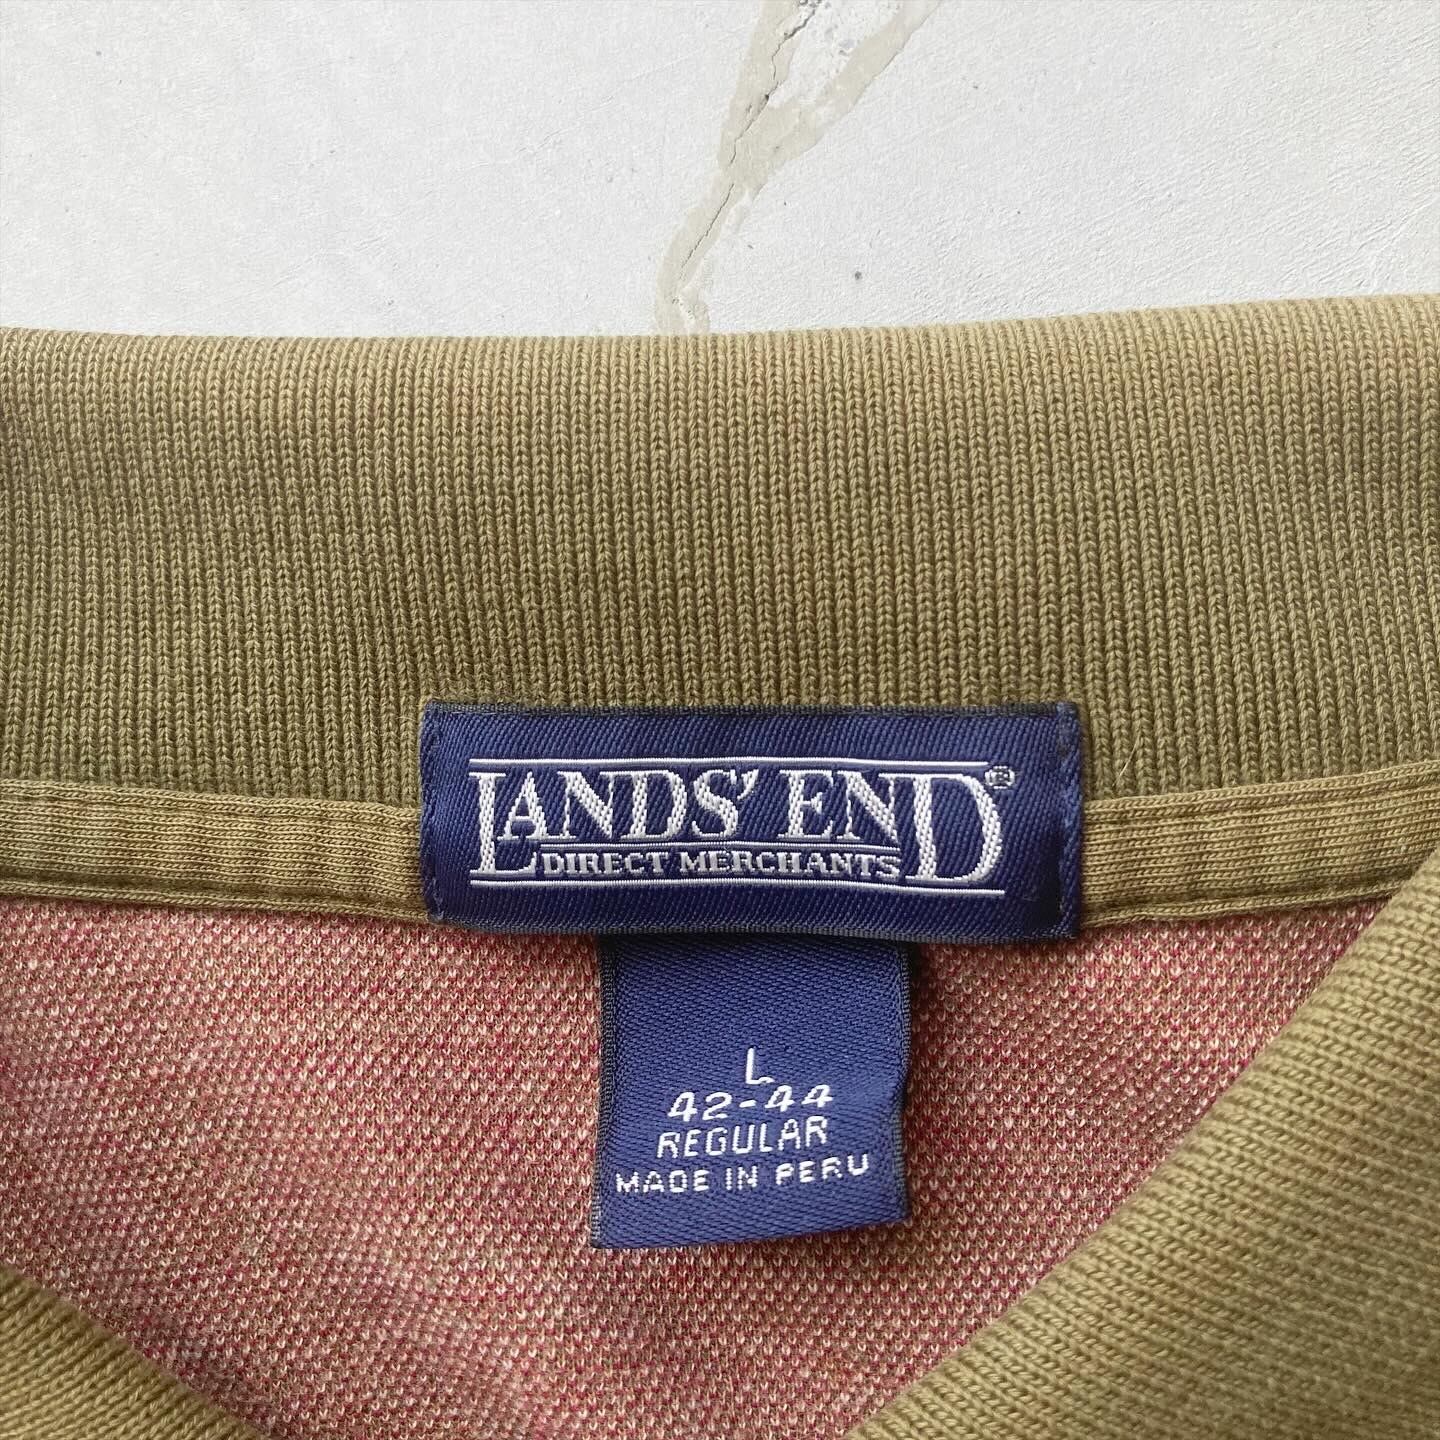 LANDS' END®
DIRECT MERCHANTS
L
42-44
REGULAR
MADE IN PERU